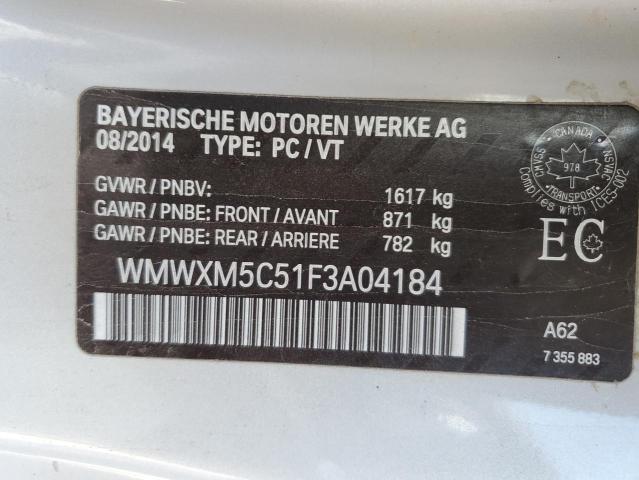 BAYERISCHE MOTOREN WERKE AG
08/2014 TYPE: PC / VT
GVWR / PNBV: 1617 kg
GAWR / PNBE: FRONT / AVANT 871 kg
GAWR / PNBE: REAR / ARRIERE 782 kg
WMWXM5C51F3A04184
CANADA
CMVSS
NSVAC
978
TRANSPORT
Complies with ICES-002
EC
A62
7 355 883